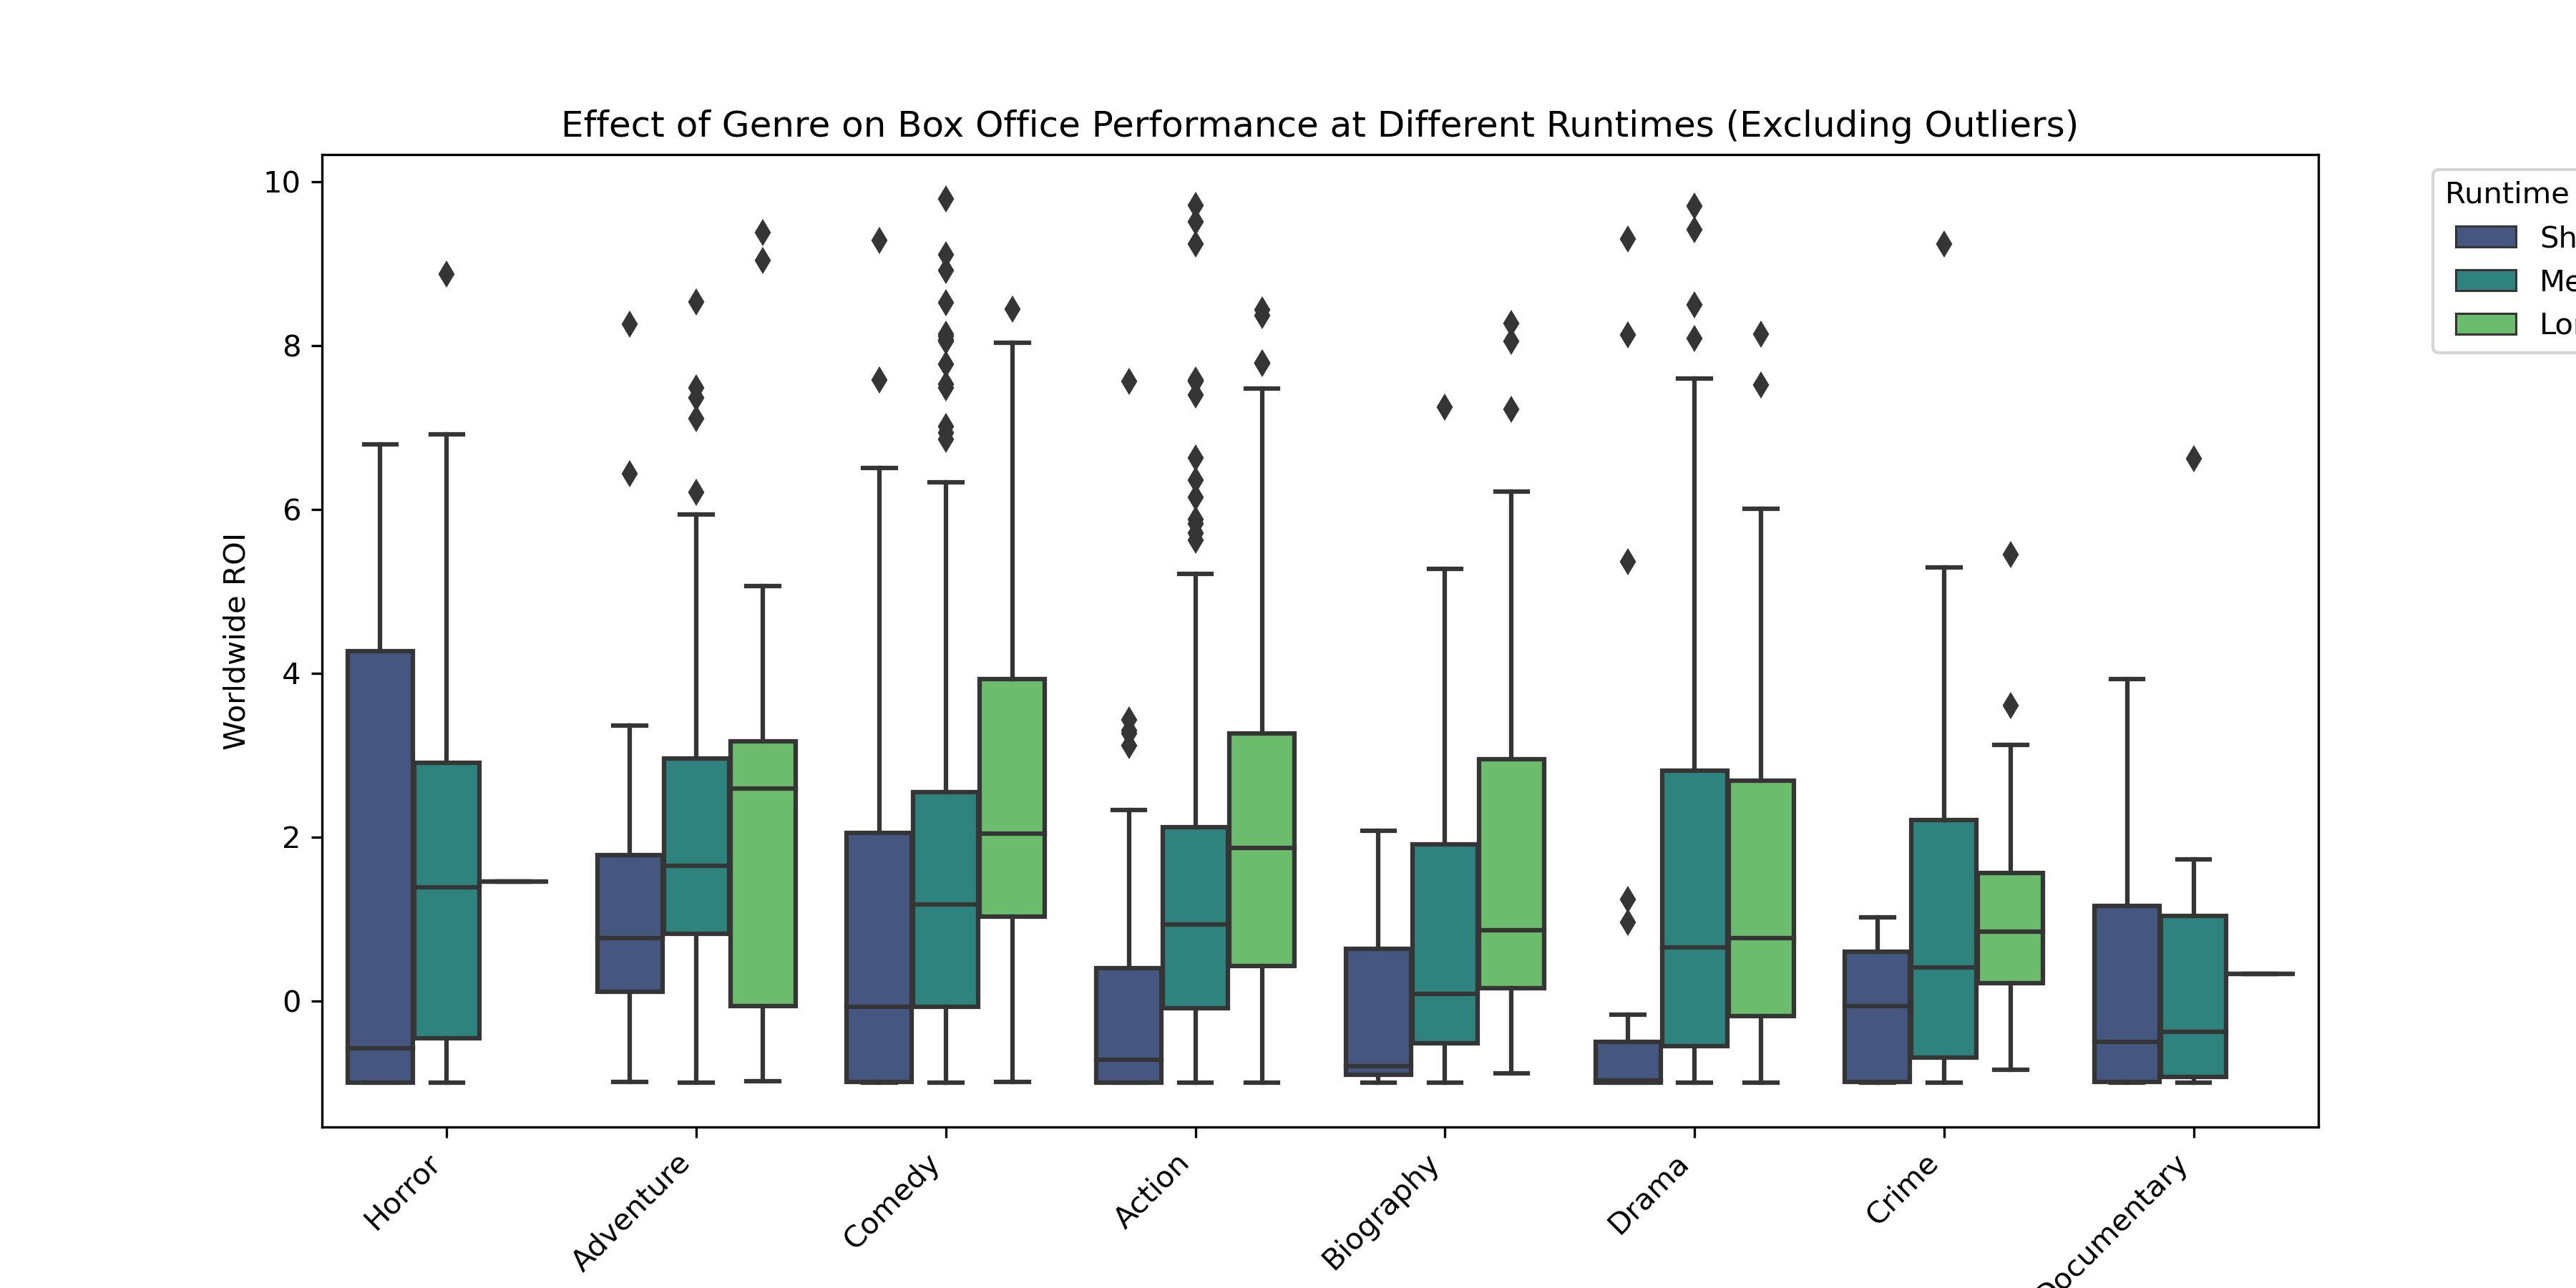 Effect of Genre on Box Office Performance at Different Runtimes (Excluding Outliers)
Worldwide ROI
10
8
6
4
2
0
Horror
Adventure
Comedy
Action
Biography
Drama
Crime
Documentary
Runtime
Sh
Me
Lo